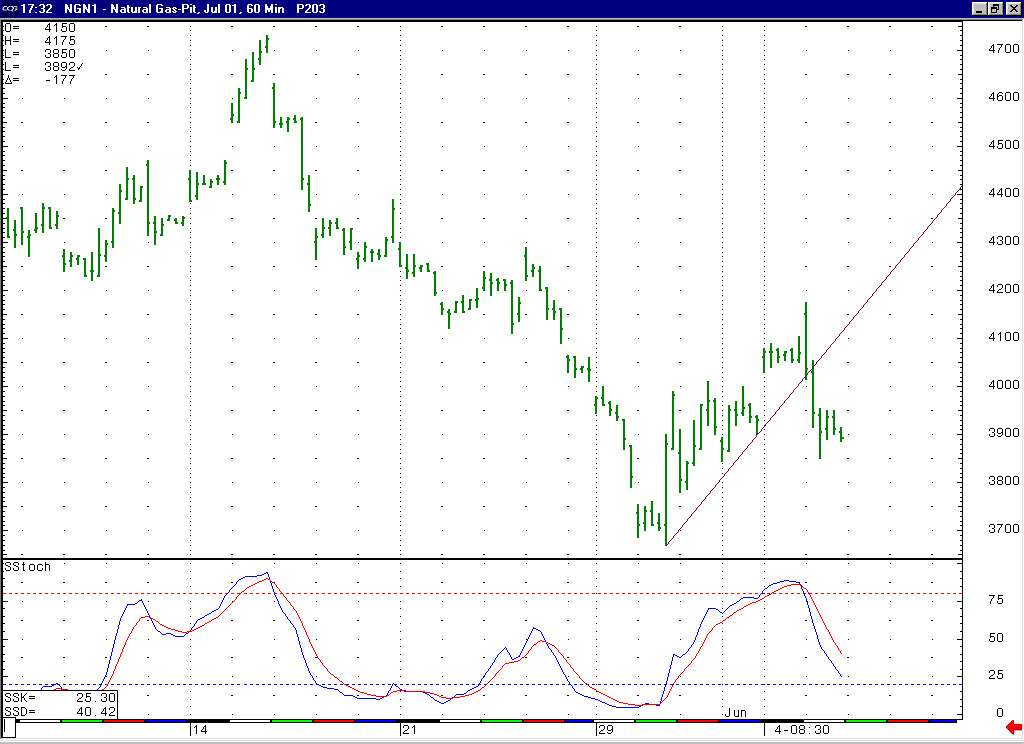 CQG 17:32 NGN1 - Natural Gas-Pit, Jul 01, 60 Min P203
O= 4150
H= 4175
L= 3850
L= 3892✓
Δ= -177
4700
4600
4500
4400
4300
4200
4100
4000
3900
3800
3700
SStoch
75
50
25
0
SSK= 25.30
SSD= 40.42
14
21
29
Jun
4-08:30